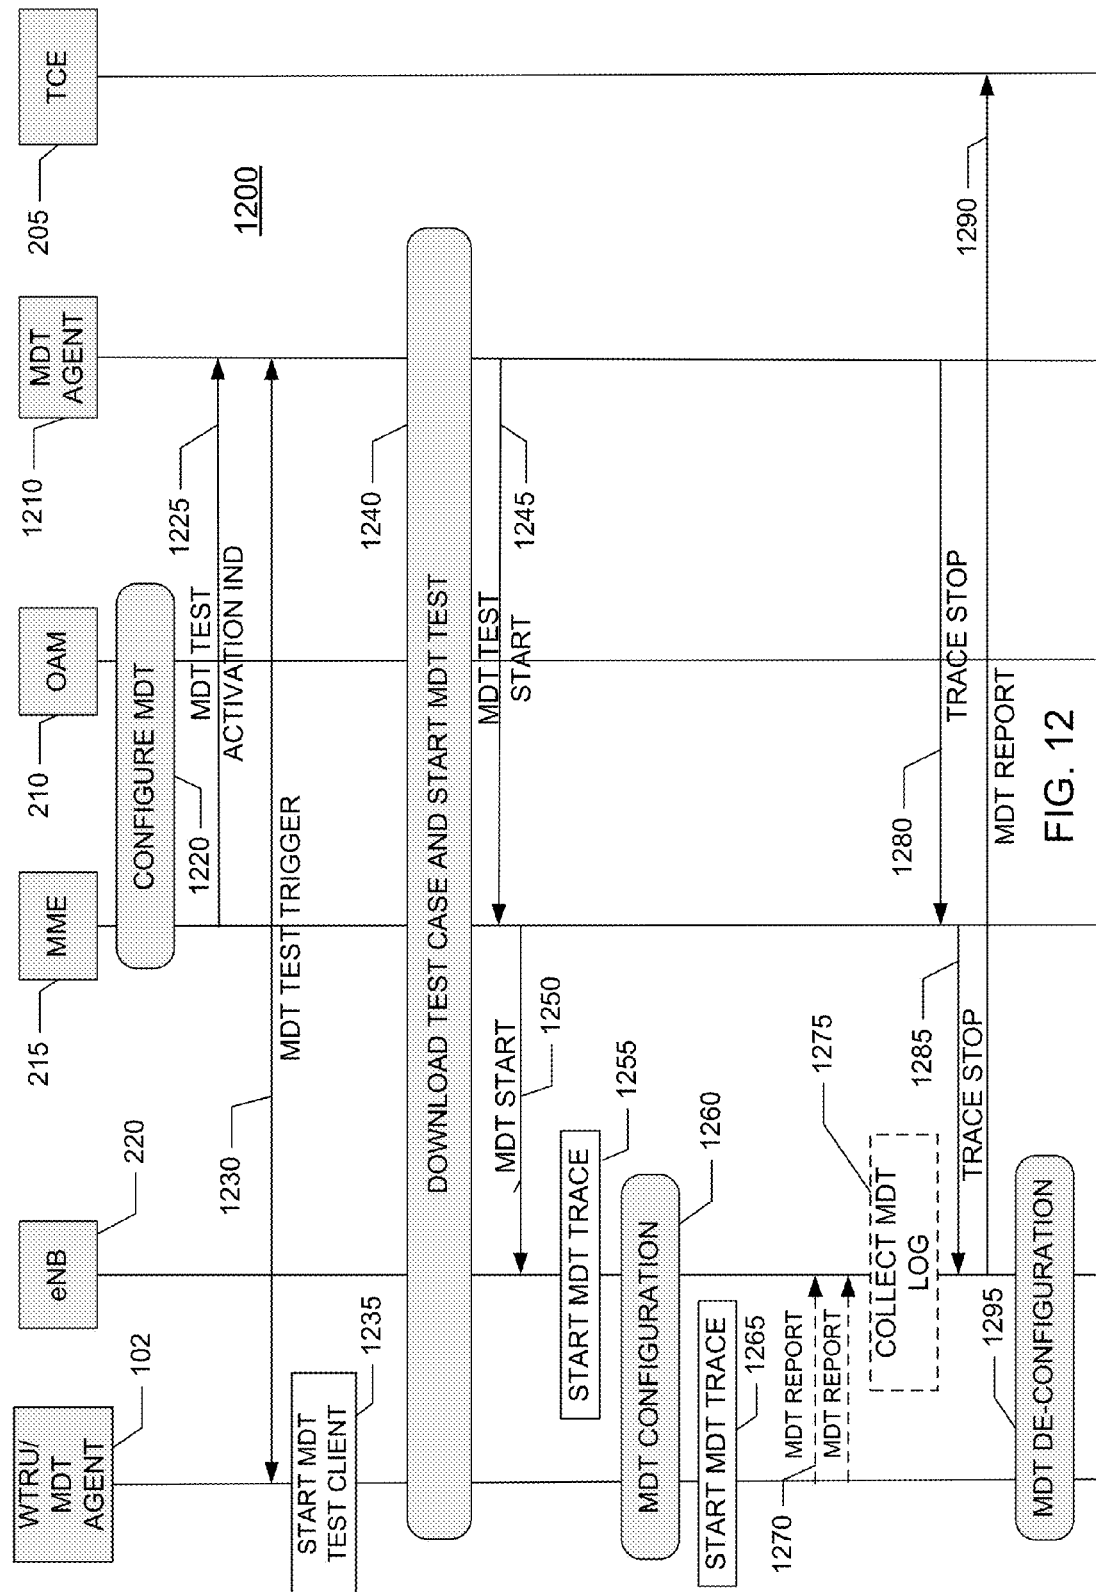 WTRU/
MDT
AGENT
102
eNB
220
MME
215
OAM
210
MDT
AGENT
1210
TCE
205
1200
CONFIGURE MDT
1220
MDT TEST
ACTIVATION IND
1225
MDT TEST TRIGGER
1230
START MDT
TEST CLIENT
1235
DOWNLOAD TEST CASE AND START MDT TEST
1240
MDT TEST
START
1245
MDT START
1250
START MDT TRACE
1255
MDT CONFIGURATION
1260
START MDT TRACE
1265
MDT REPORT
MDT REPORT
1270
COLLECT MDT
LOG
1275
TRACE STOP
1280
TRACE STOP
1285
MDT REPORT
1290
MDT DE-CONFIGURATION
1295
FIG. 12